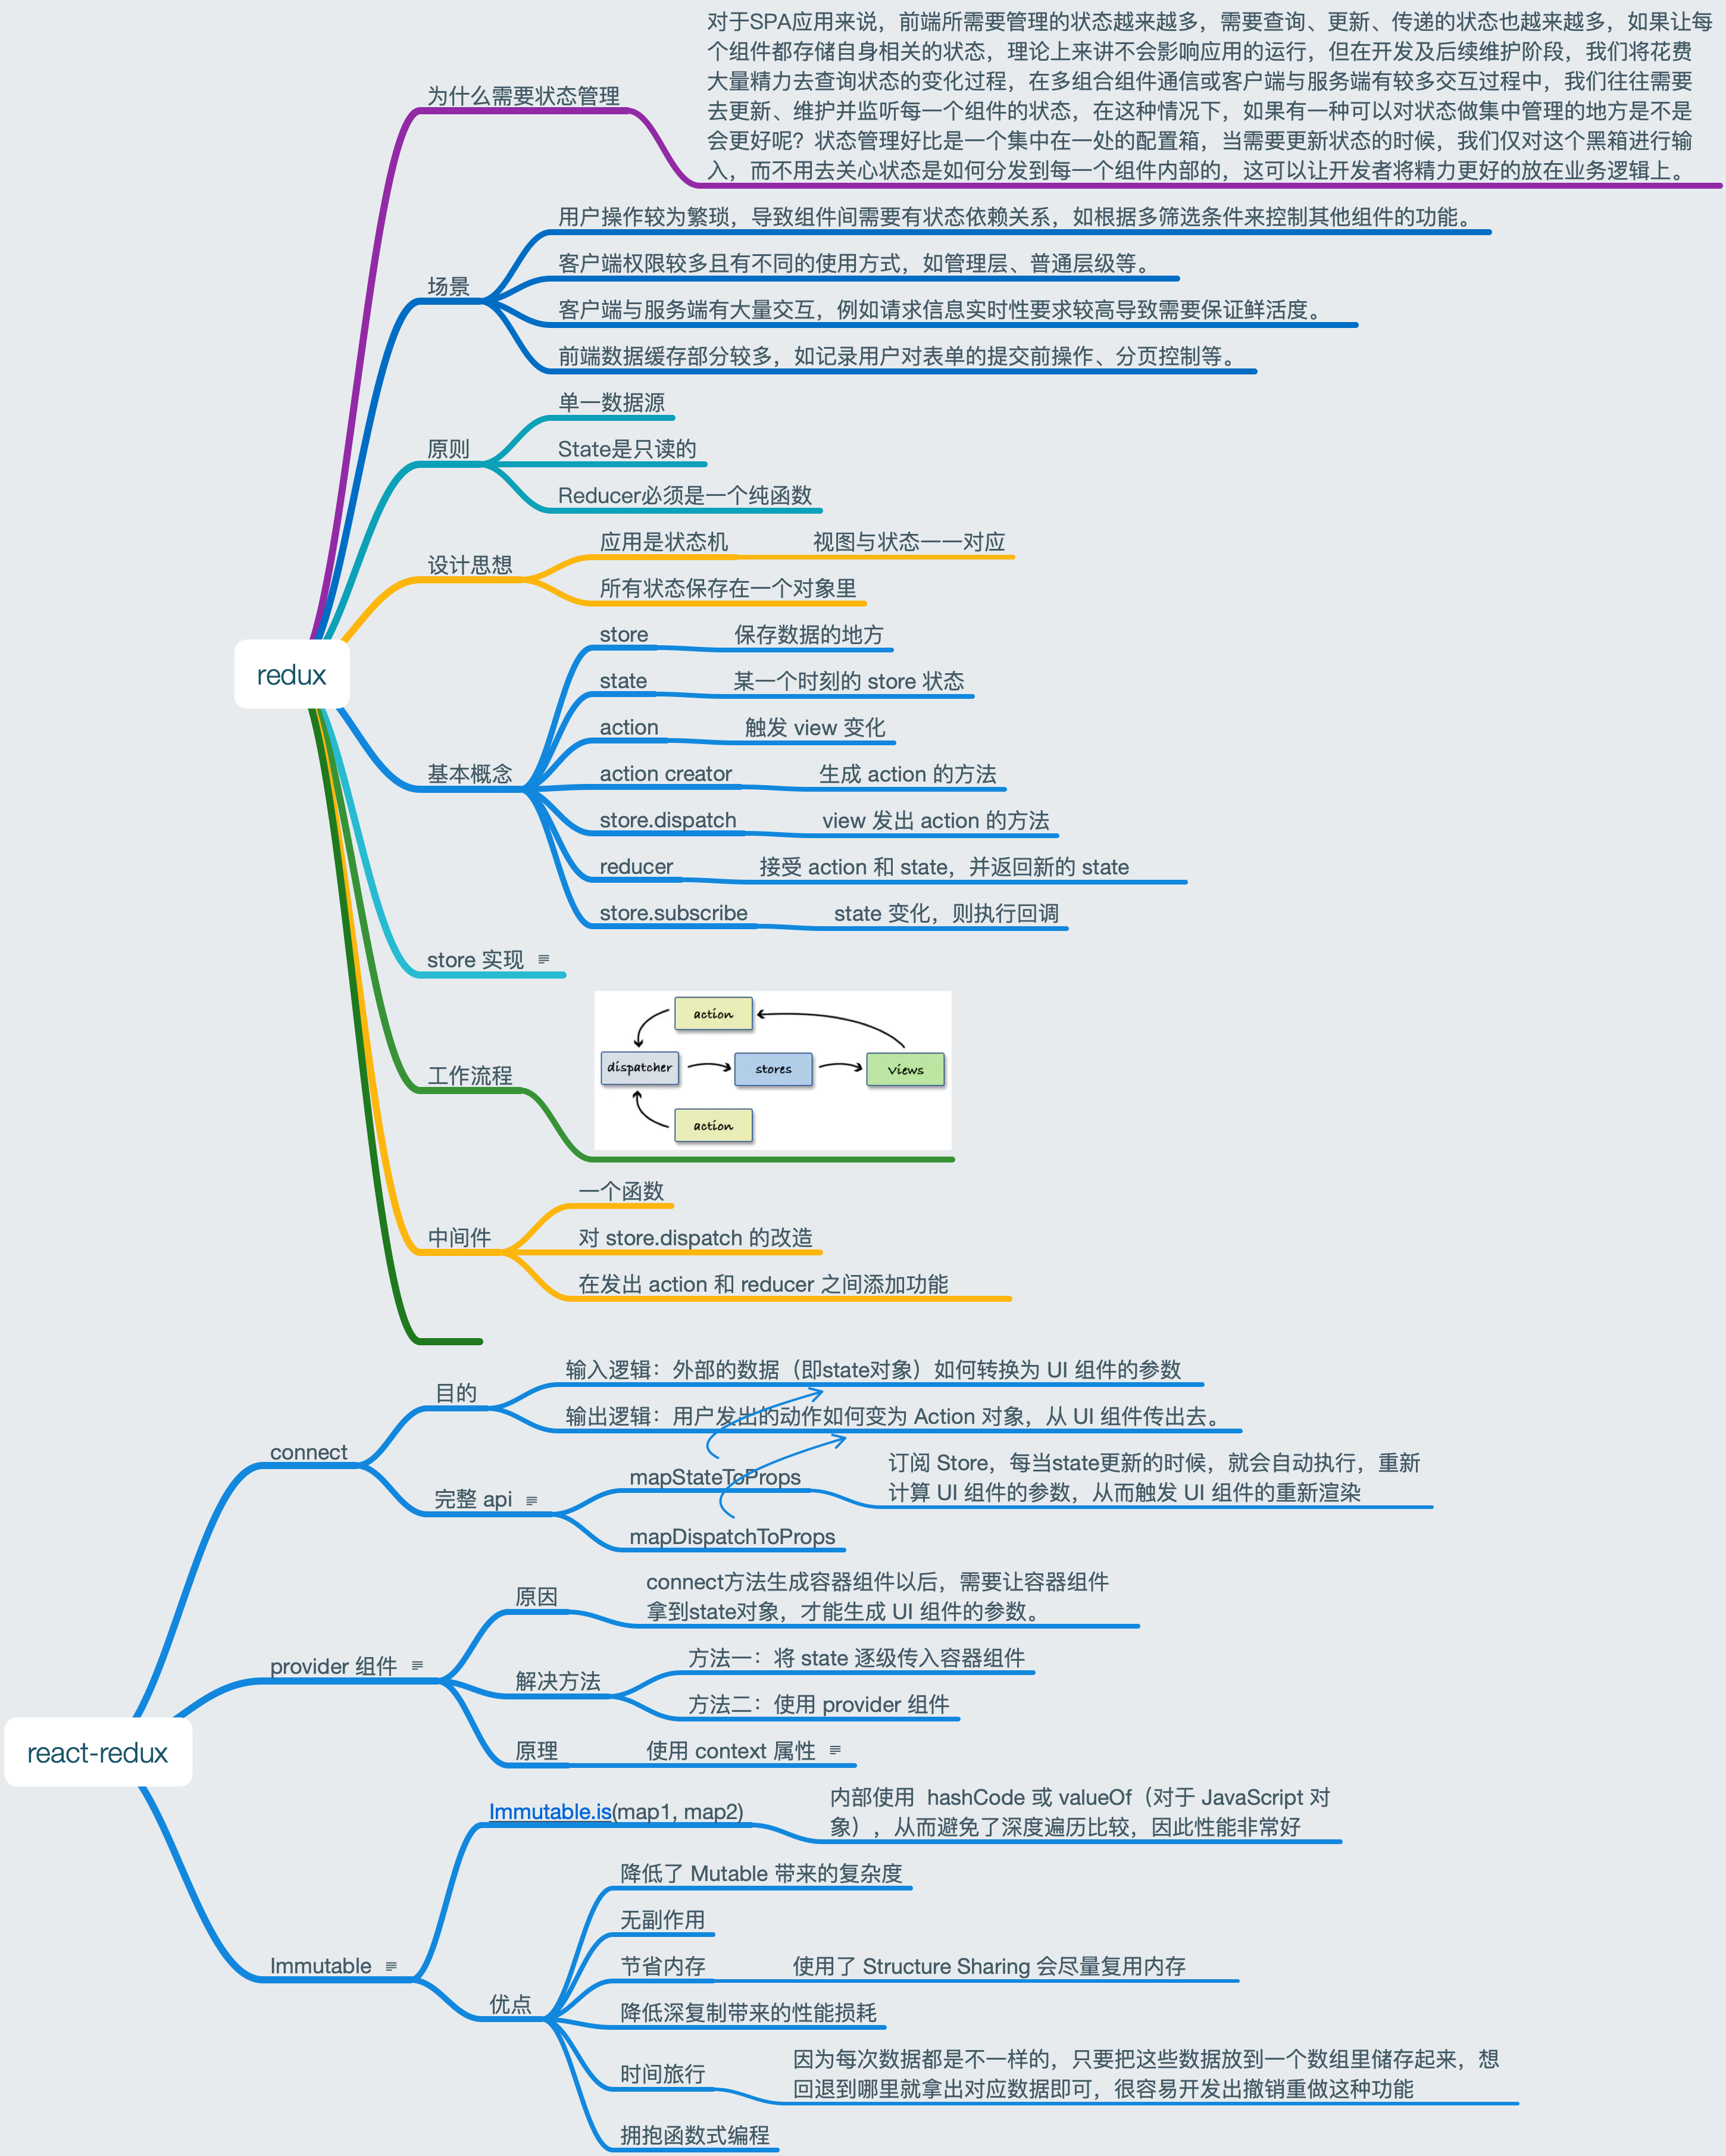 对于SPA应用来说，前端所需要管理的状态越来越多，需要查询、更新、传递的状态也越来越多，如果让每
个组件都存储自身相关的状态，理论上来讲不会影响应用的运行，但在开发及后续维护阶段，我们将花费
大量精力去查询状态的变化过程，在多组合组件通信或客户端与服务端有较多交互过程中，我们往往需要
去更新、维护并监听每一个组件的状态，在这种情况下，如果有一种可以对状态做集中管理的地方是不是
会更好呢？状态管理好比是一个集中在一处的配置箱，当需要更新状态的时候，我们仅对这个黑箱进行输
入，而不用去关心状态是如何分发到每一个组件内部的，这可以让开发者将精力更好的放在业务逻辑上。
为什么需要状态管理
用户操作较为繁琐，导致组件间需要有状态依赖关系，如根据多筛选条件来控制其他组件的功能。
客户端权限较多且有不同的使用方式，如管理层、普通层级等。
场景
客户端与服务端有大量交互，例如请求信息实时性要求较高导致需要保证鲜活度。
前端数据缓存部分较多，如记录用户对表单的提交前操作、分页控制等。
单一数据源
原则
State是只读的
Reducer必须是一个纯函数
应用是状态机
视图与状态一一对应
设计思想
所有状态保存在一个对象里
redux
store
保存数据的地方
state
某一个时刻的 store 状态
action
触发 view 变化
基本概念
action creator
生成 action 的方法
store.dispatch
view 发出 action 的方法
reducer
接受 action 和 state，并返回新的 state
store.subscribe
state 变化，则执行回调
store 实现
工作流程
action
dispatcher
stores
Views
action
一个函数
中间件
对 store.dispatch 的改造
在发出 action 和 reducer 之间添加功能
输入逻辑：外部的数据（即state对象）如何转换为 UI 组件的参数
目的
输出逻辑：用户发出的动作如何变为 Action 对象，从 UI 组件传出去。
connect
完整 api
mapStateToProps
订阅 Store，每当state更新的时候，就会自动执行，重新
计算 UI 组件的参数，从而触发 UI 组件的重新渲染
mapDispatchToProps
原因
connect方法生成容器组件以后，需要让容器组件
拿到state对象，才能生成 UI 组件的参数。
provider 组件
解决方法
方法一：将 state 逐级传入容器组件
方法二：使用 provider 组件
原理
使用 context 属性
react-redux
Immutable.is(map1, map2)
内部使用 hashCode 或 valueOf（对于 JavaScript 对
象），从而避免了深度遍历比较，因此性能非常好
Immutable
优点
降低了 Mutable 带来的复杂度
无副作用
节省内存
使用了 Structure Sharing 会尽量复用内存
降低深复制带来的性能损耗
时间旅行
因为每次数据都是不一样的，只要把这些数据放到一个数组里储存起来，想
回退到哪里就拿出对应数据即可，很容易开发出撤销重做这种功能
拥抱函数式编程